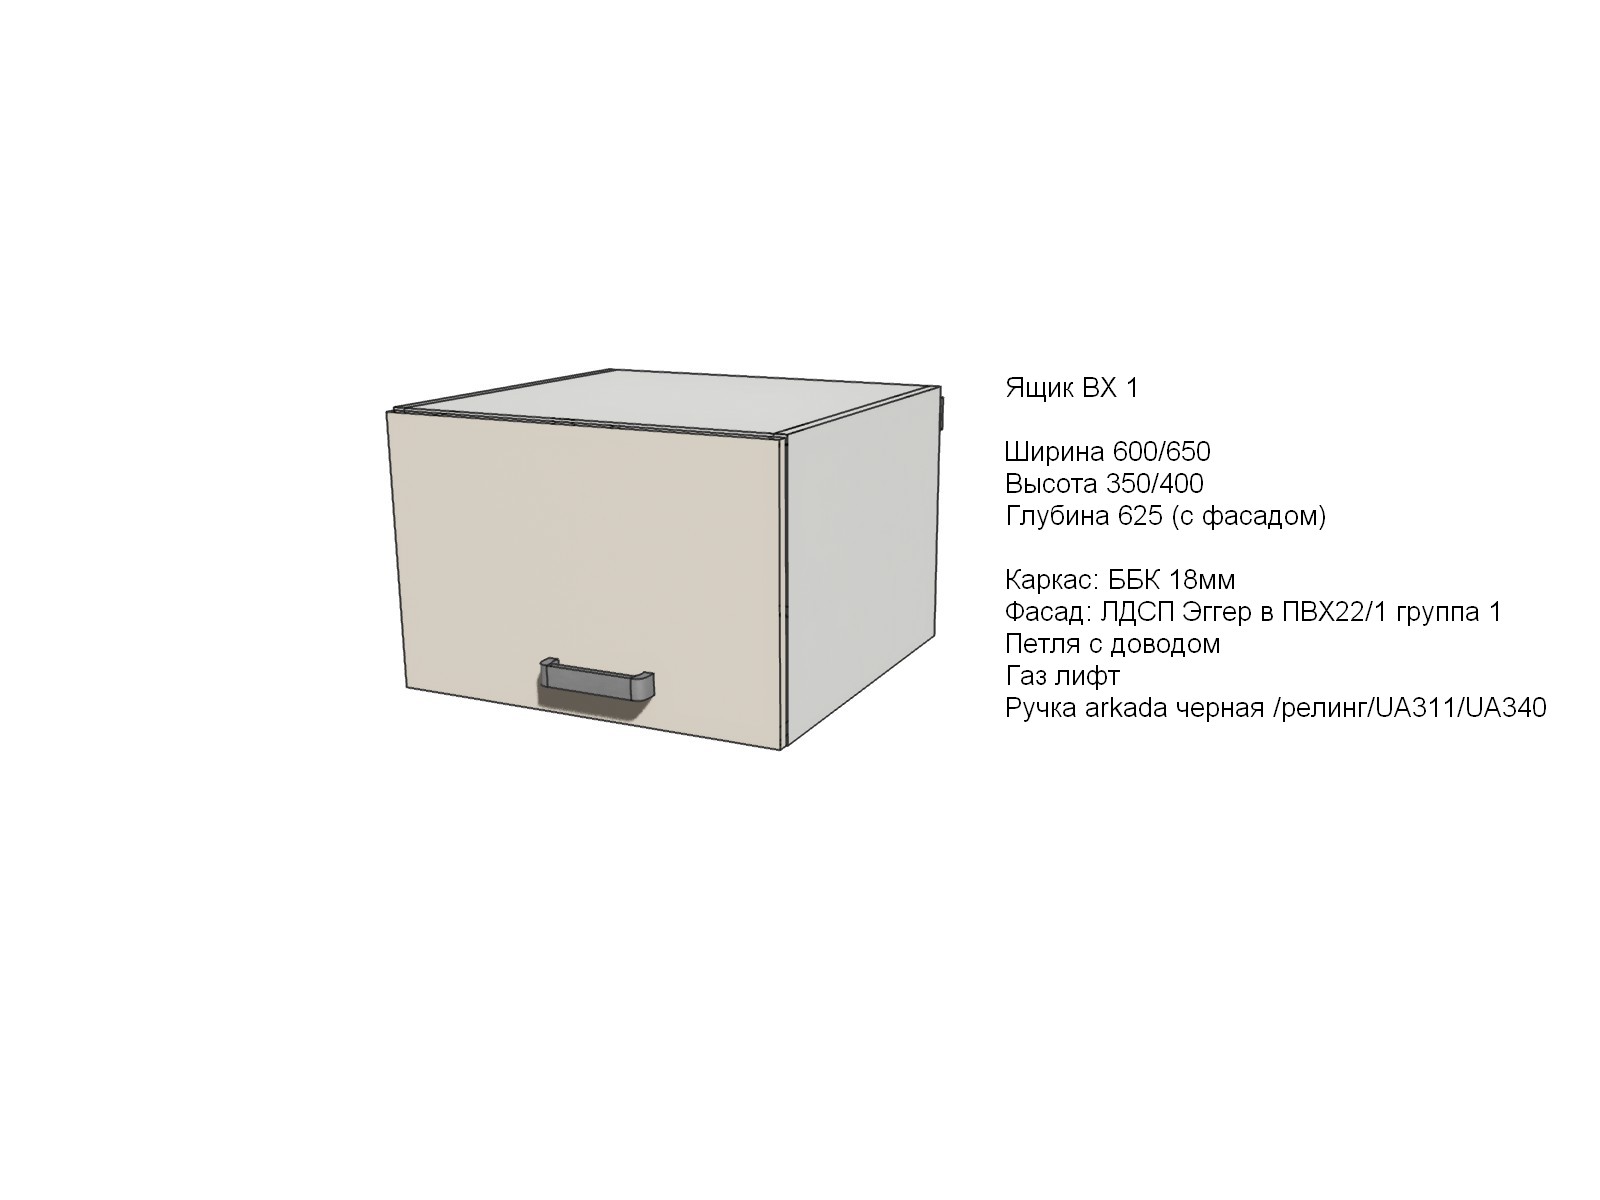 Ящик ВХ 1
Ширина 600/650
Высота 350/400
Глубина 625 (с фасадом)
Каркас: ББК 18мм
Фасад: ЛДСП Эггер в ПВХ22/1 группа 1
Петля с доводом
Газ лифт
Ручка arkada черная /релинг/UA311/UA340